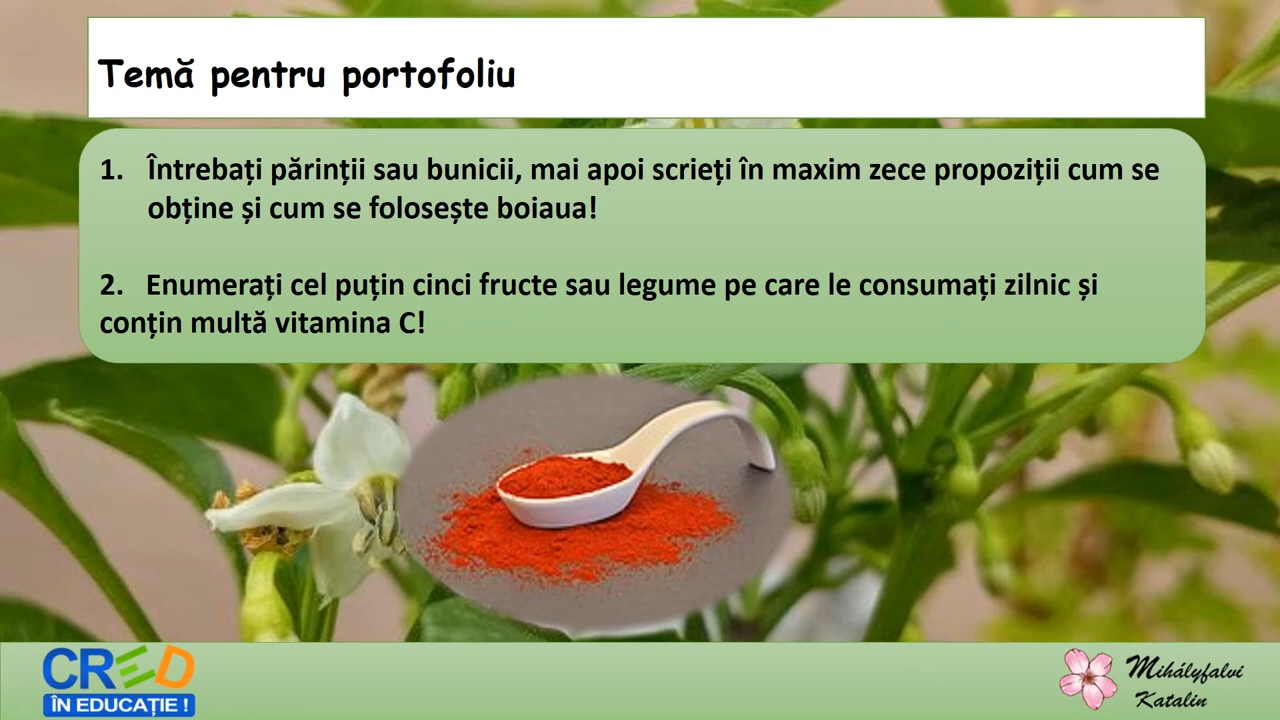 Temă pentru portofoliu
1. Întrebați părinții sau bunicii, mai apoi scrieți în maxim zece propoziții cum se
obține și cum se folosește boiaua!
2. Enumerați cel puțin cinci fructe sau legume pe care le consumați zilnic și
conțin multă vitamina C!
CRED
ÎN EDUCAȚIE !
Mihályfalvi
Katalin